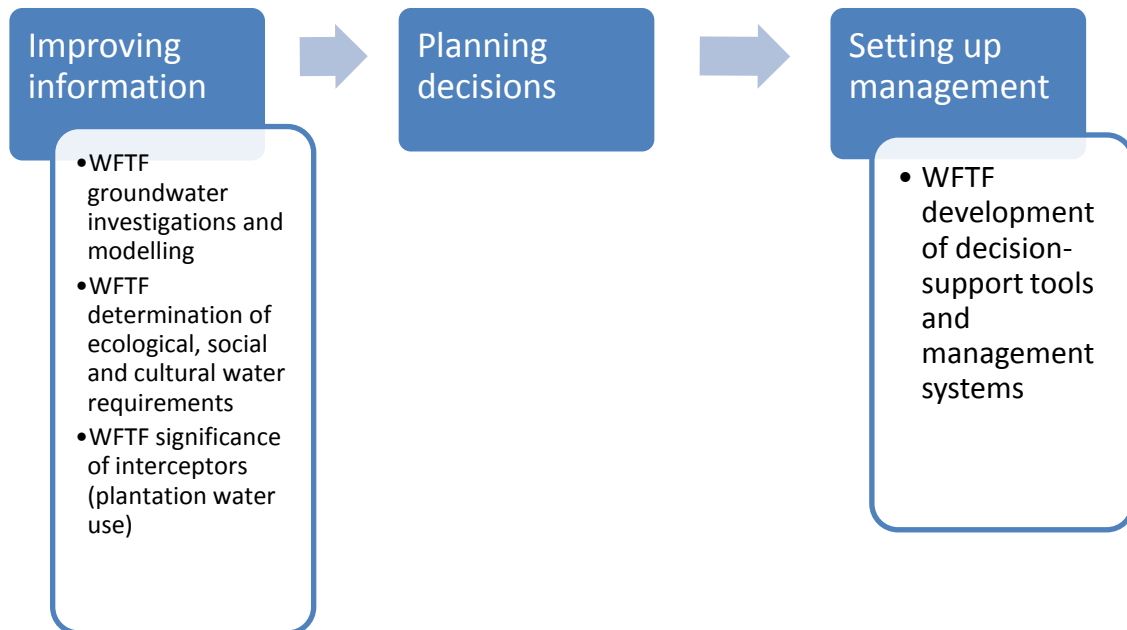 Improving
information
•WFTF
groundwater
investigations and
modelling
•WFTF
determination of
ecological, social
and cultural water
requirements
•WFTF significance
of interceptors
(plantation water
use)
Planning
decisions
Setting up
management
• WFTF
development
of decision-
support tools
and
management
systems